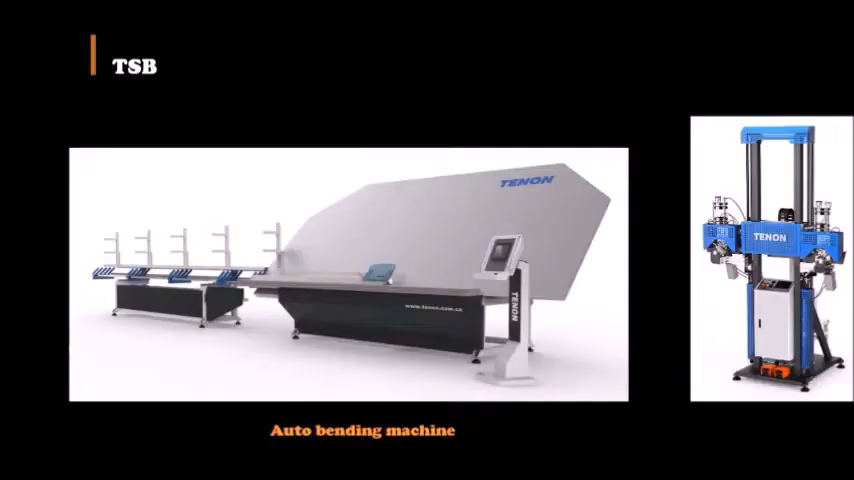 TSB
TENON
TENON
www.tenon.com.cn
TENON
Auto bending machine